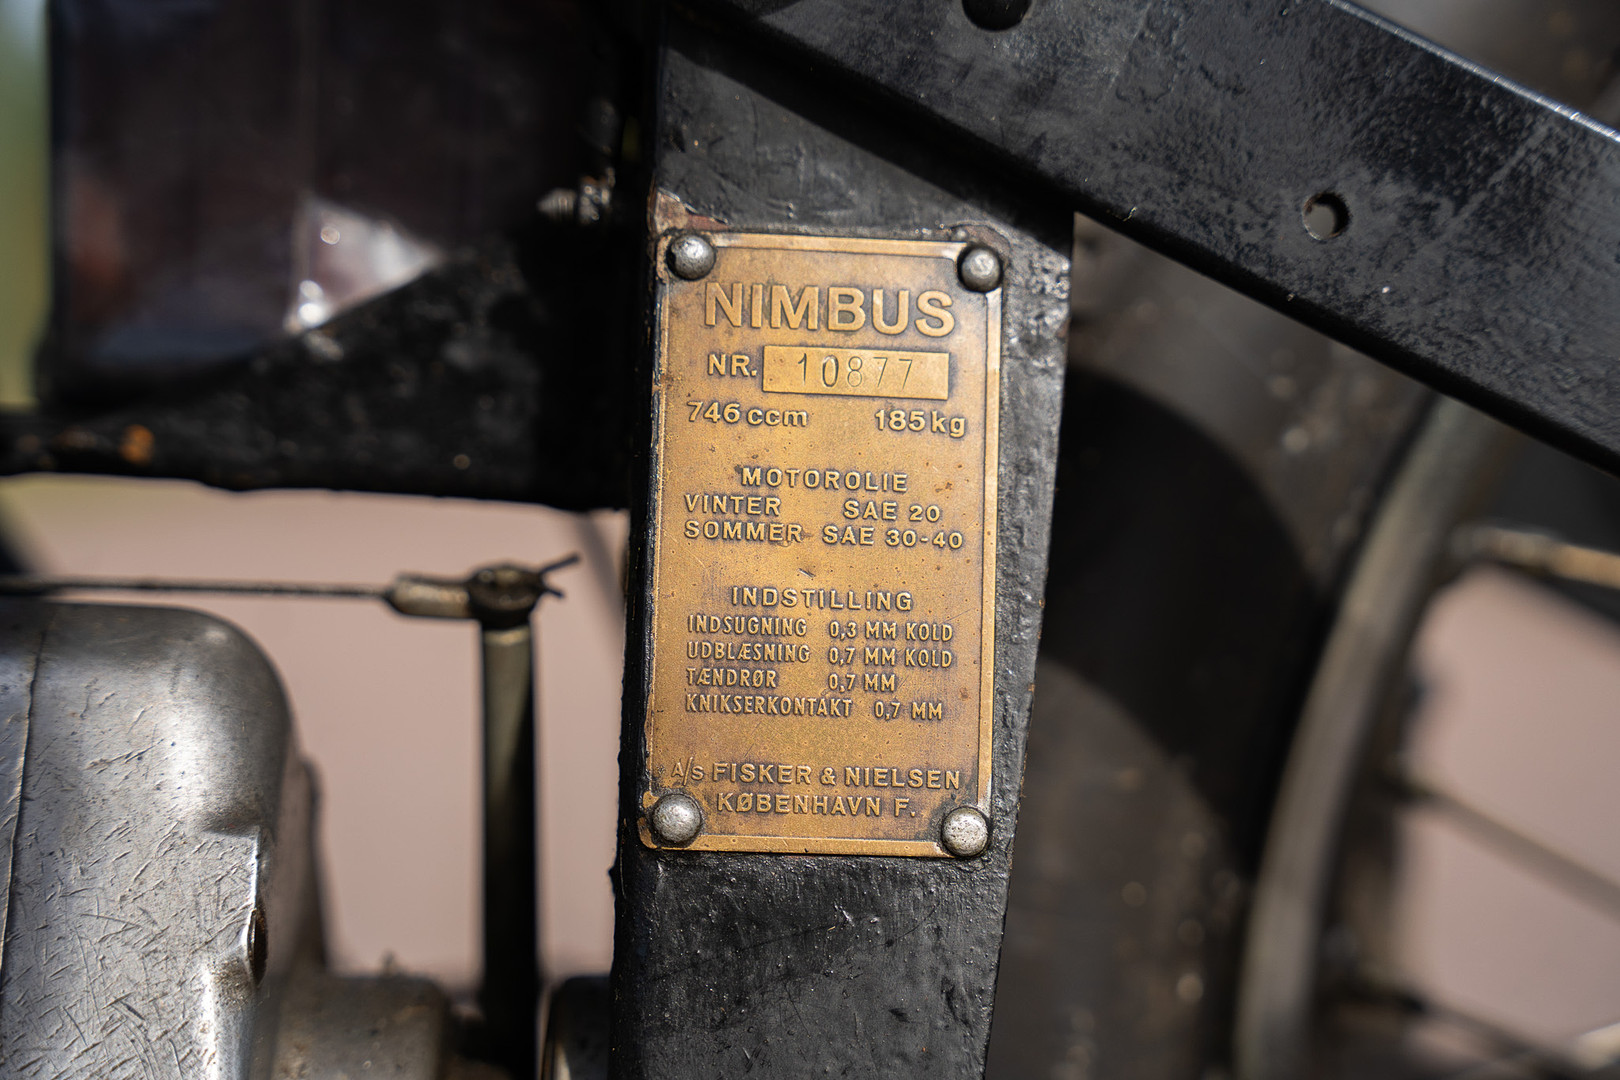 NIMBUS
NR. 10877
746 ccm 185 kg
MOTOROLIE
VINTER SAE 20
SOMMER SAE 30-40
INDSTILLING
INDSUGNING 0,3 MM KOLD
UDBLÆSNING 0,7 MM KOLD
TÆNDRØR 0,7 MM
KNIKSERKONTAKT 0,7 MM
A/S FISKER & NIELSEN
KØBENHAVN F.